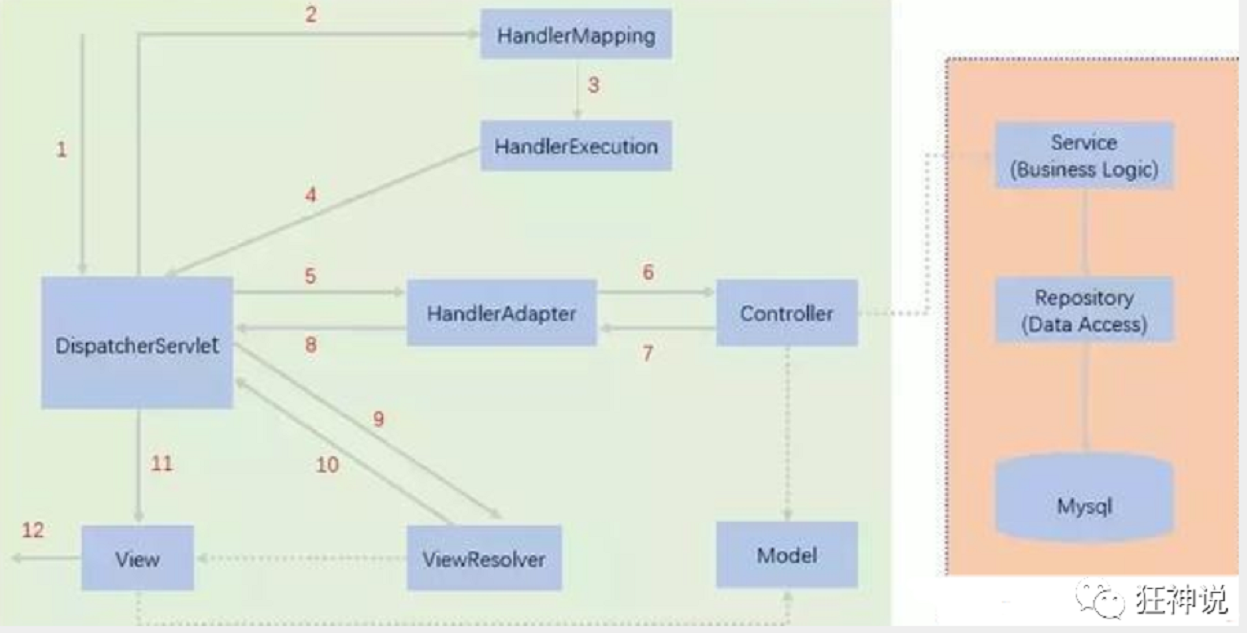 2
HandlerMapping
3
1
HandlerExecution
4
Service
(Business Logic)
5
6
HandlerAdapter
Controller
Repository
(Data Access)
DispatcherServlet
8
7
9
10
11
Mysql
12
View
ViewResolver
Model
狂神说